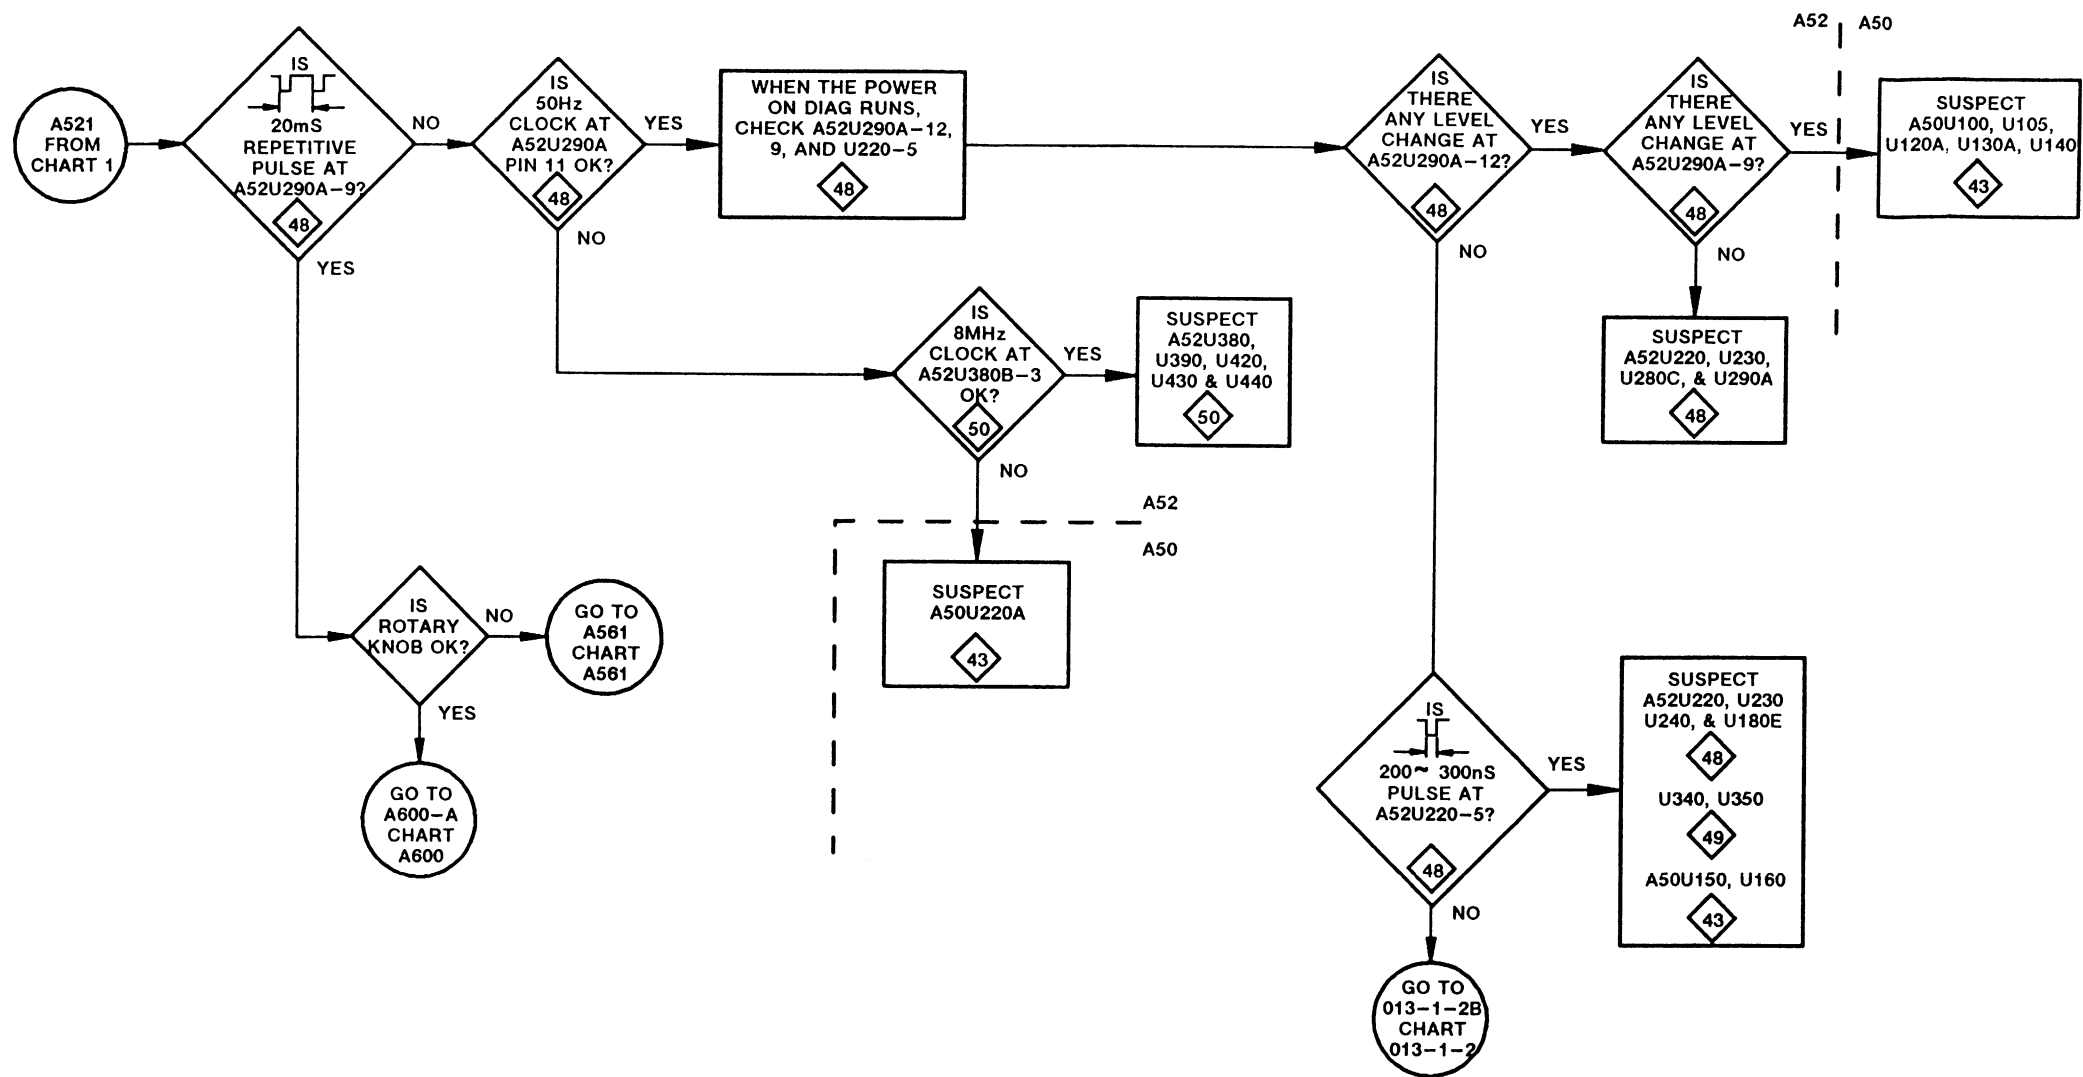 A521
FROM
CHART 1
IS
20mS
REPETITIVE
PULSE AT
A52U290A-9?
48
NO
YES
IS
50Hz
CLOCK AT
A52U290A
PIN 11 OK?
48
YES
NO
WHEN THE POWER
ON DIAG RUNS,
CHECK A52U290A-12,
9, AND U220-5
48
IS
THERE
ANY LEVEL
CHANGE AT
A52U290A-12?
48
YES
NO
IS
THERE
ANY LEVEL
CHANGE AT
A52U290A-9?
48
YES
NO
A52
A50
SUSPECT
A50U100, U105,
U120A, U130A, U140
43
SUSPECT
A52U220, U230,
U280C, & U290A
48
IS
8MHz
CLOCK AT
A52U380B-3
OK?
50
YES
NO
SUSPECT
A52U380,
U390, U420,
U430 & U440
50
A52
A50
SUSPECT
A50U220A
43
IS
ROTARY
KNOB OK?
NO
YES
GO TO
A561
CHART
A561
GO TO
A600-A
CHART
A600
IS
200~ 300nS
PULSE AT
A52U220-5?
48
YES
NO
SUSPECT
A52U220, U230
U240, & U180E
48
U340, U350
49
A50U150, U160
43
GO TO
013-1-2B
CHART
013-1-2